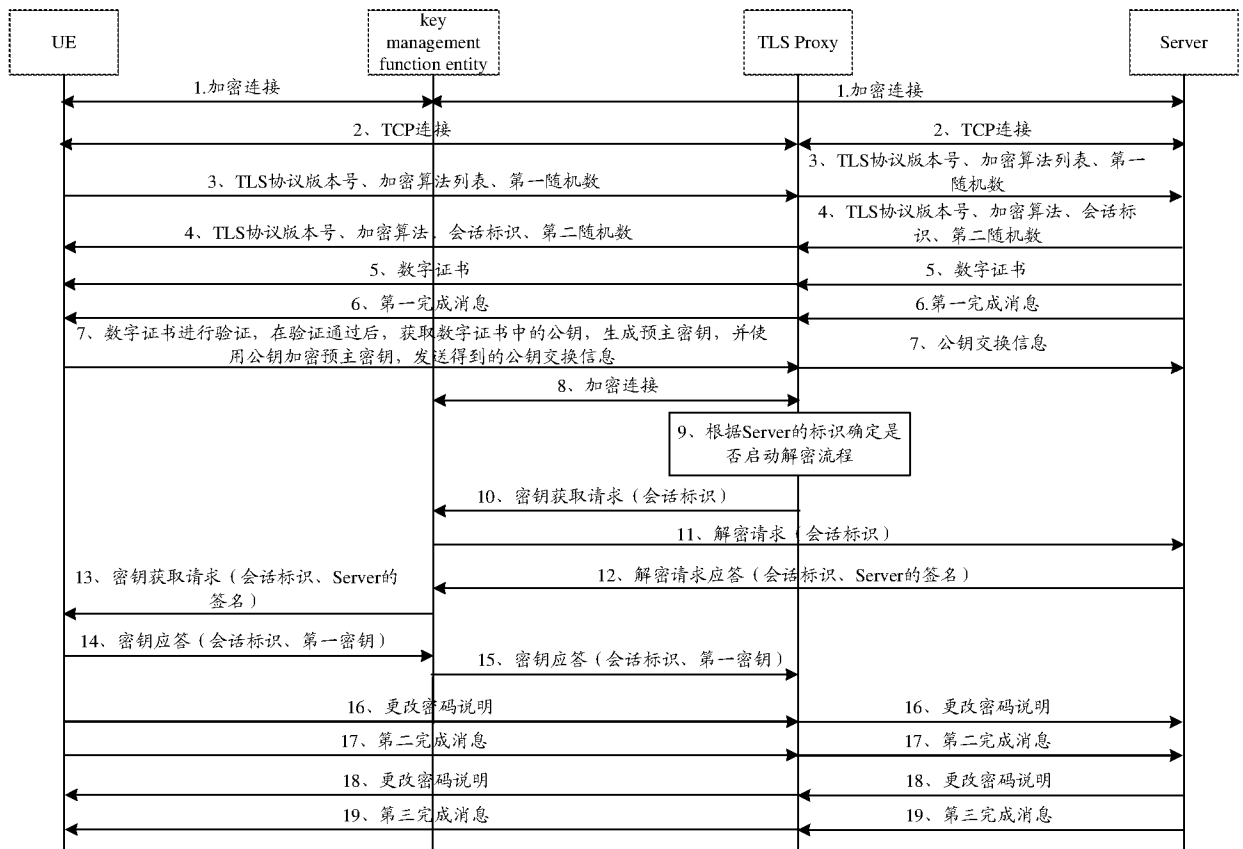 UE
key
management
function entity
TLS Proxy
Server
1.加密连接
1.加密连接
2、TCP连接
2、TCP连接
3、TLS协议版本号、加密算法列表、第一随机数
3、TLS协议版本号、加密算法列表、第一
随机数
4、TLS协议版本号、加密算法、会话标识、第二随机数
4、TLS协议版本号、加密算法、会话标
识、第二随机数
5、数字证书
5、数字证书
6、第一完成消息
6.第一完成消息
7、数字证书进行验证，在验证通过后，获取数字证书中的公钥，生成预主密钥，并使
用公钥加密预主密钥，发送得到的公钥交换信息
7、公钥交换信息
8、加密连接
9、根据Server的标识确定是
否启动解密流程
10、密钥获取请求（会话标识）
11、解密请求（会话标识）
12、解密请求应答（会话标识、Server的签名）
13、密钥获取请求（会话标识、Server的
签名）
14、密钥应答（会话标识、第一密钥）
15、密钥应答（会话标识、第一密钥）
16、更改密码说明
16、更改密码说明
17、第二完成消息
17、第二完成消息
18、更改密码说明
18、更改密码说明
19、第三完成消息
19、第三完成消息